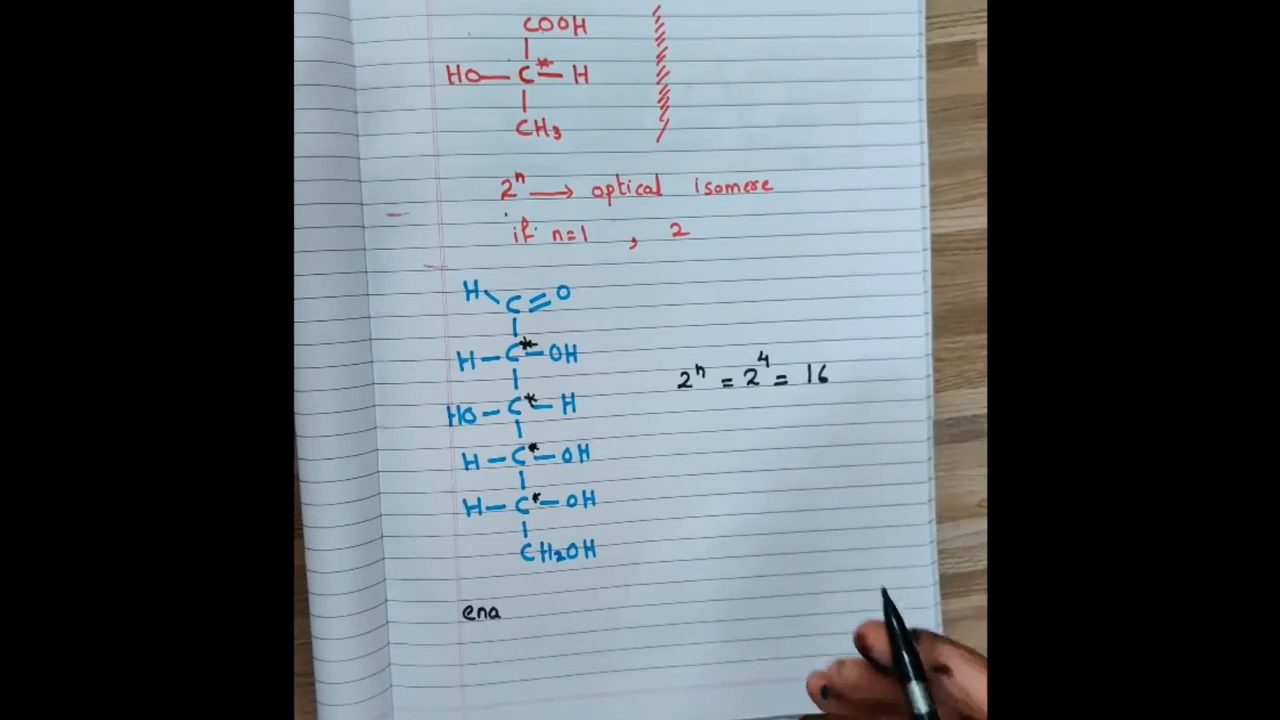 COOH
|
HO—C*—H
|
CH₃
2ⁿ → optical isomere
if n=1 , 2
H\C=O
|
H—C*—OH
|
HO—C*—H
2ⁿ = 2⁴ = 16
|
H—C*—OH
|
H—C*—OH
|
CH₂OH
ena